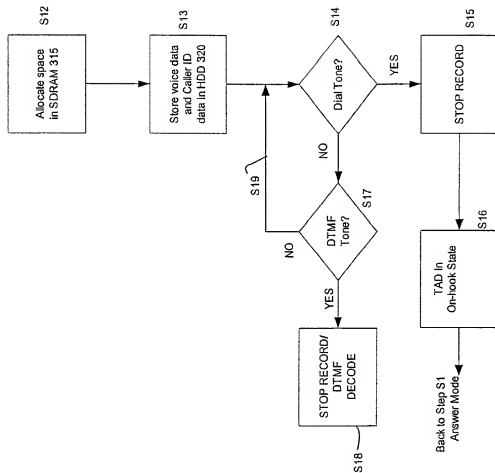 S12
Allocate space
in SDRAM 315
S13
Store voice data
and Caller ID
data in HDD 320
S14
Dial Tone?
YES
NO
S19
S17
DTMF
Tone?
NO
YES
STOP RECORD/
DTMF
DECODE
S18
S15
STOP RECORD
S16
TAD In
On-hook State
Back to Step S1
Answer Mode